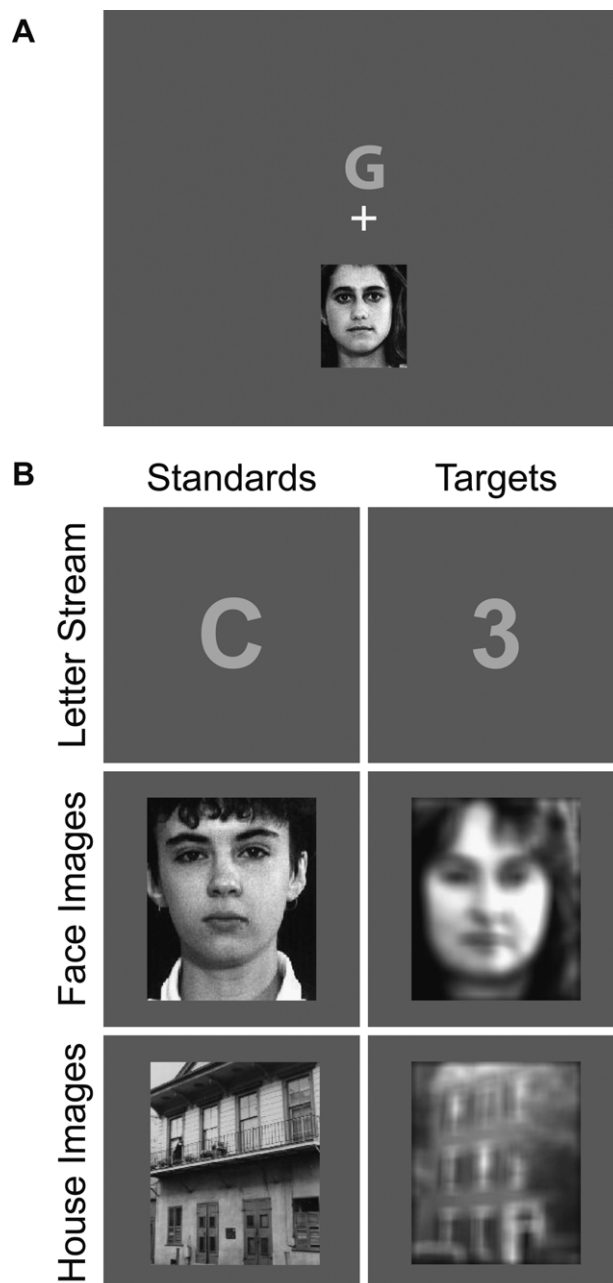 A
G
+
B
Standards Targets
Letter Stream
C 3
Face Images
House Images